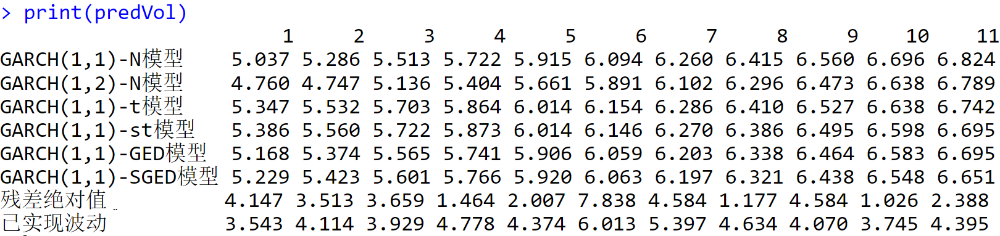 > print(predVol)
1 2 3 4 5 6 7 8 9 10 11
GARCH(1,1)-N模型 5.037 5.286 5.513 5.722 5.915 6.094 6.260 6.415 6.560 6.696 6.824
GARCH(1,2)-N模型 4.760 4.747 5.136 5.404 5.661 5.891 6.102 6.296 6.473 6.638 6.789
GARCH(1,1)-t模型 5.347 5.532 5.703 5.864 6.014 6.154 6.286 6.410 6.527 6.638 6.742
GARCH(1,1)-st模型 5.386 5.560 5.722 5.873 6.014 6.146 6.270 6.386 6.495 6.598 6.695
GARCH(1,1)-GED模型 5.168 5.374 5.565 5.741 5.906 6.059 6.203 6.338 6.464 6.583 6.695
GARCH(1,1)-SGED模型 5.229 5.423 5.601 5.766 5.920 6.063 6.197 6.321 6.438 6.548 6.651
残差绝对值 4.147 3.513 3.659 1.464 2.007 7.838 4.584 1.177 4.584 1.026 2.388
已实现波动 3.543 4.114 3.929 4.778 4.374 6.013 5.397 4.634 4.070 3.745 4.395